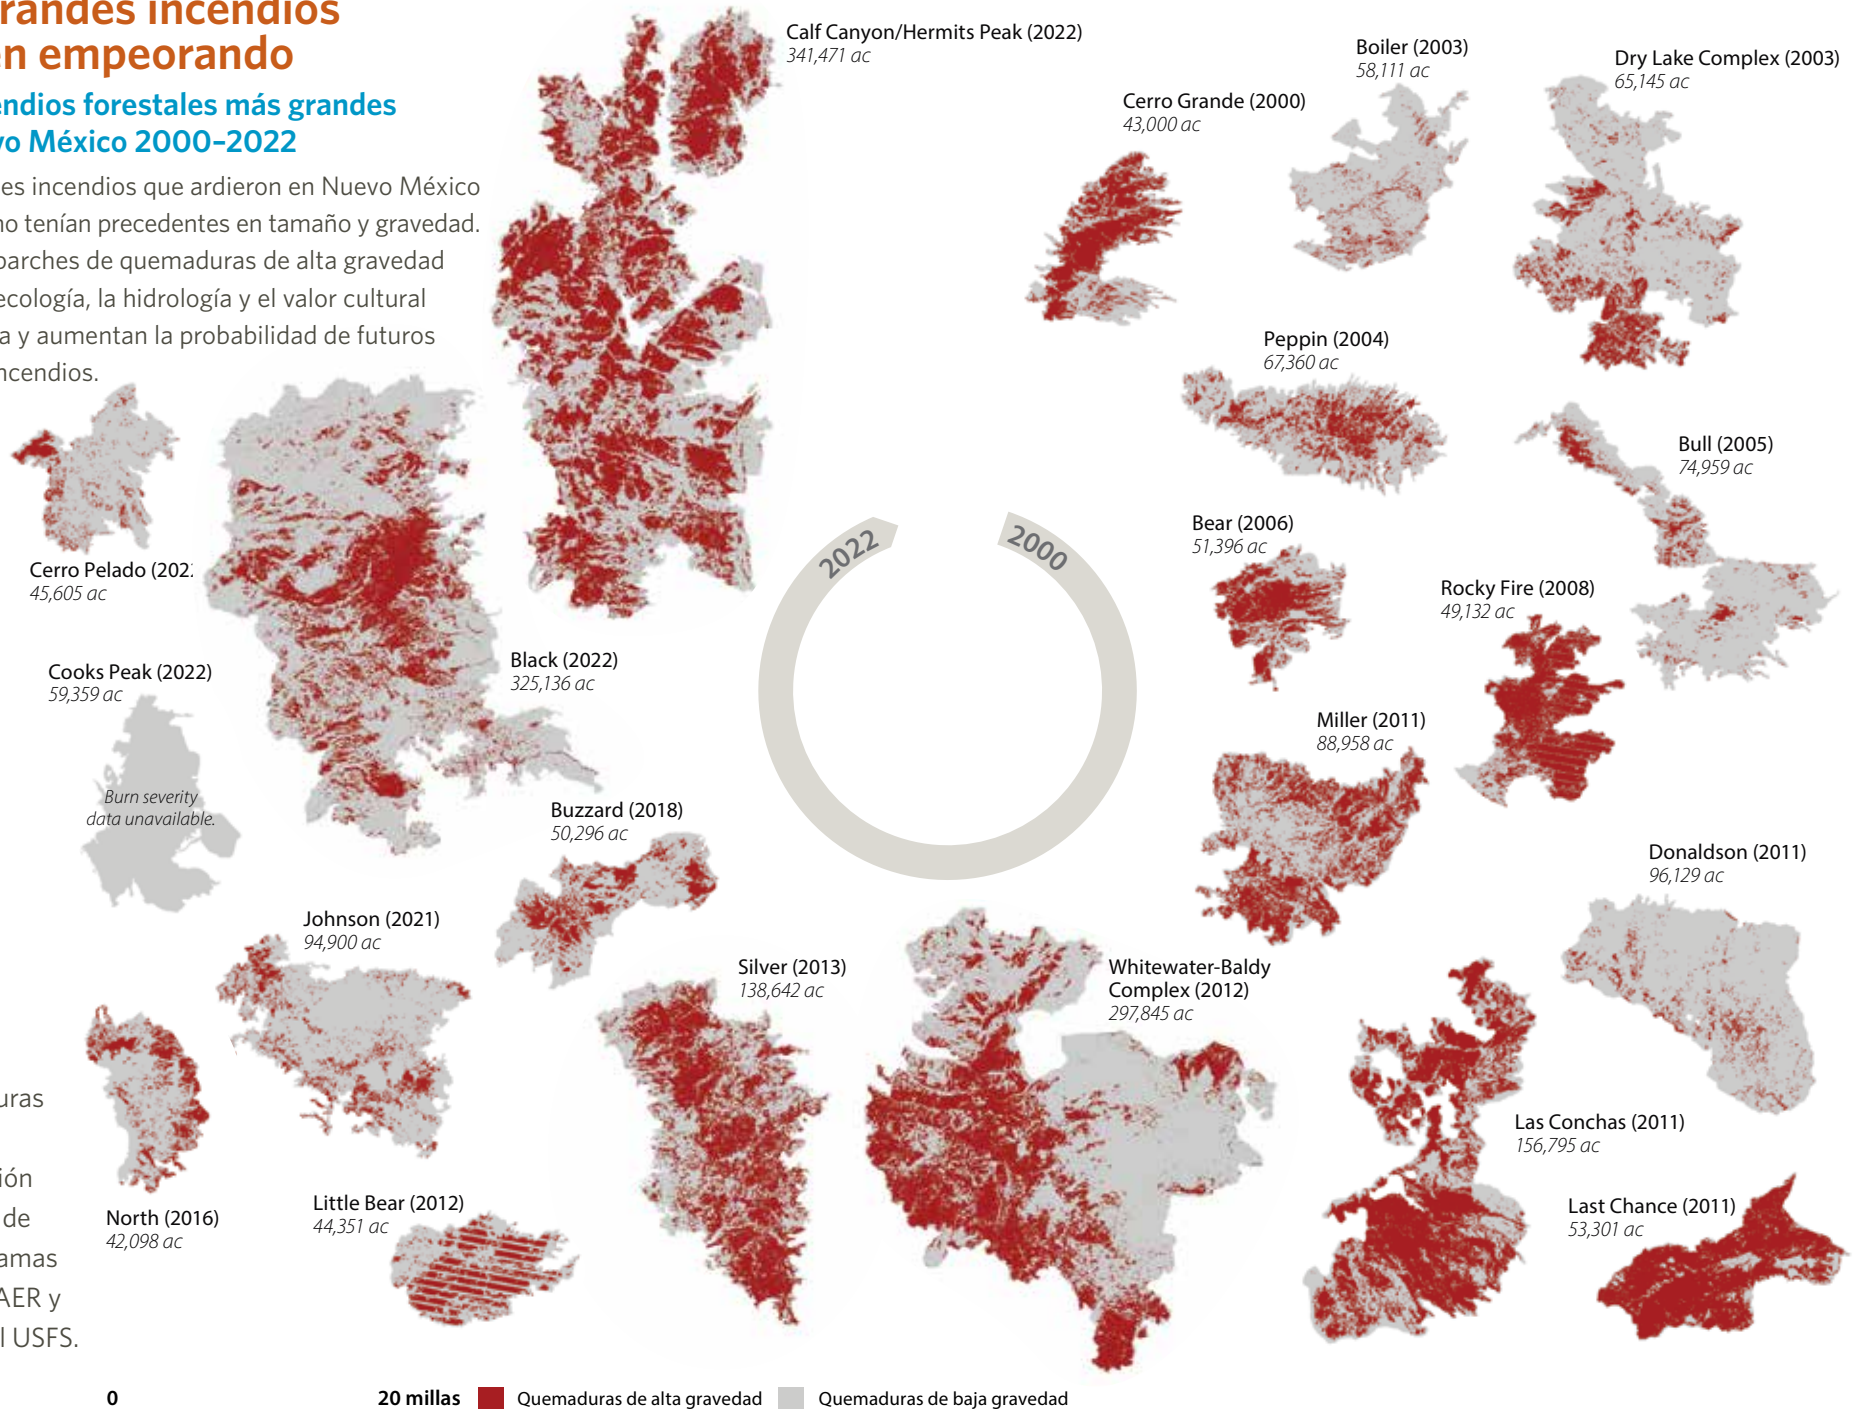 randes incendios
n empeorando
endios forestales más grandes
vo México 2000–2022
es incendios que ardieron en Nuevo México
no tenían precedentes en tamaño y gravedad.
parches de quemaduras de alta gravedad
ecología, la hidrología y el valor cultural
a y aumentan la probabilidad de futuros
ncendios.
Calf Canyon/Hermits Peak (2022)
341,471 ac
Cerro Grande (2000)
43,000 ac
Boiler (2003)
58,111 ac
Dry Lake Complex (2003)
65,145 ac
Peppin (2004)
67,360 ac
Bull (2005)
74,959 ac
Bear (2006)
51,396 ac
Rocky Fire (2008)
49,132 ac
Miller (2011)
88,958 ac
Donaldson (2011)
96,129 ac
Las Conchas (2011)
156,795 ac
Last Chance (2011)
53,301 ac
Whitewater-Baldy
Complex (2012)
297,845 ac
Little Bear (2012)
44,351 ac
Silver (2013)
138,642 ac
North (2016)
42,098 ac
Buzzard (2018)
50,296 ac
Johnson (2021)
94,900 ac
Black (2022)
325,136 ac
Cooks Peak (2022)
59,359 ac
Burn severity
data unavailable.
Cerro Pelado (202
45,605 ac
2022
2000
uras
ión
de
amas
AER y
l USFS.
0
20 millas
Quemaduras de alta gravedad
Quemaduras de baja gravedad